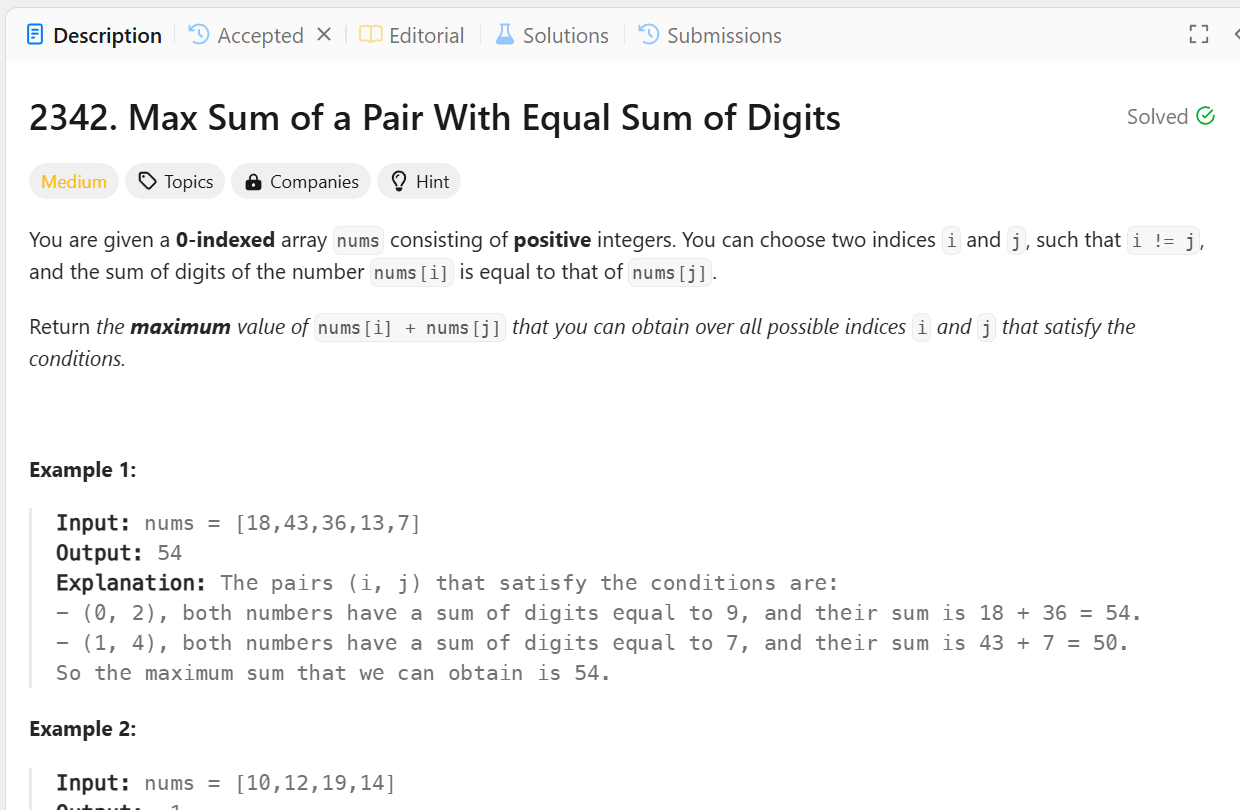 Description Accepted Editorial Solutions Submissions
2342. Max Sum of a Pair With Equal Sum of Digits
Solved
Medium Topics Companies Hint
You are given a 0-indexed array nums consisting of positive integers. You can choose two indices i and j, such that i != j,
and the sum of digits of the number nums[i] is equal to that of nums[j].
Return the maximum value of nums[i] + nums[j] that you can obtain over all possible indices i and j that satisfy the
conditions.
Example 1:
Input: nums = [18,43,36,13,7]
Output: 54
Explanation: The pairs (i, j) that satisfy the conditions are:
- (0, 2), both numbers have a sum of digits equal to 9, and their sum is 18 + 36 = 54.
- (1, 4), both numbers have a sum of digits equal to 7, and their sum is 43 + 7 = 50.
So the maximum sum that we can obtain is 54.
Example 2:
Input: nums = [10,12,19,14]